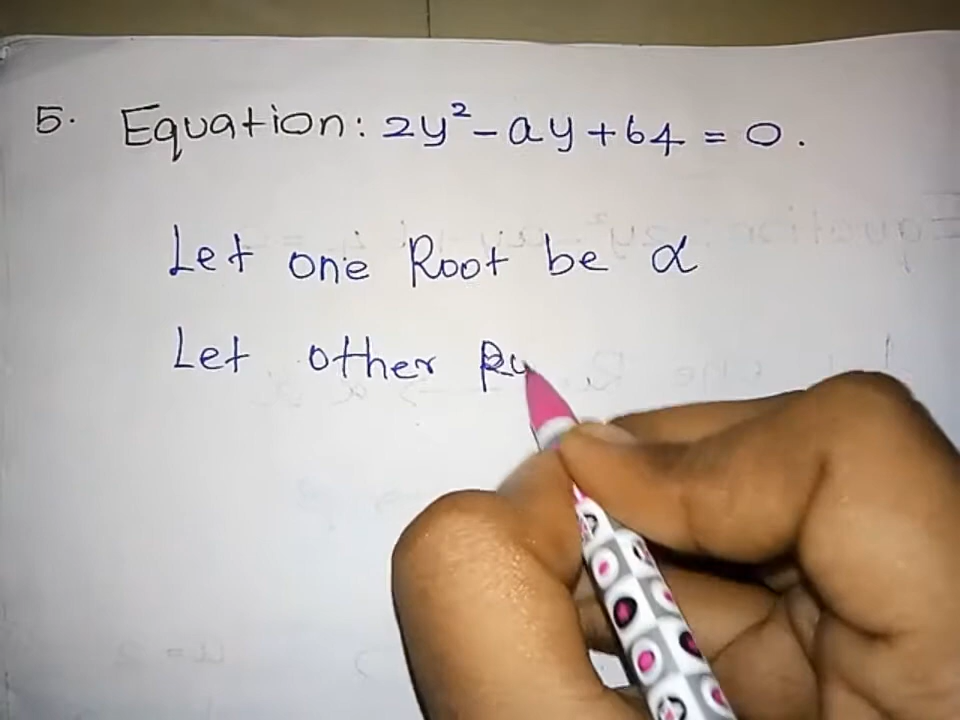 5. Equation: 2y² - ay + 64 = 0.
Let one Root be α
Let other